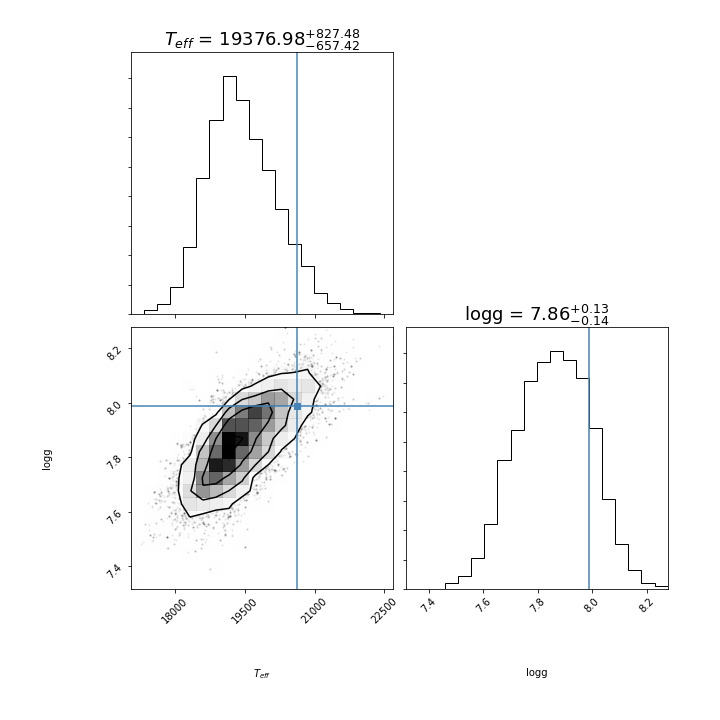 T_eff = 19376.98^{+827.48}_{-657.42}
logg = 7.86^{+0.13}_{-0.14}
8.2
8.0
7.8
7.6
7.4
logg
18000 19500 21000 22500
7.4 7.6 7.8 8.0 8.2
T_eff logg